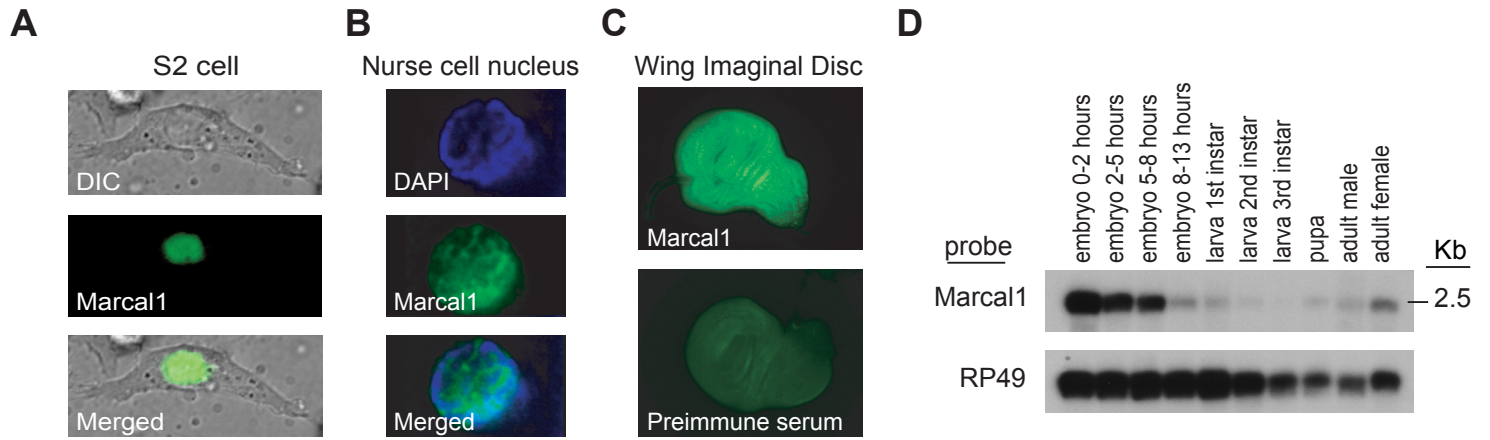 A
S2 cell
DIC
Marcal1
Merged
B
Nurse cell nucleus
DAPI
Marcal1
Merged
C
Wing Imaginal Disc
Marcal1
Preimmune serum
D
embryo 0-2 hours
embryo 2-5 hours
embryo 5-8 hours
embryo 8-13 hours
larva 1st instar
larva 2nd instar
larva 3rd instar
pupa
adult male
adult female
probe
Kb
Marcal1
2.5
RP49